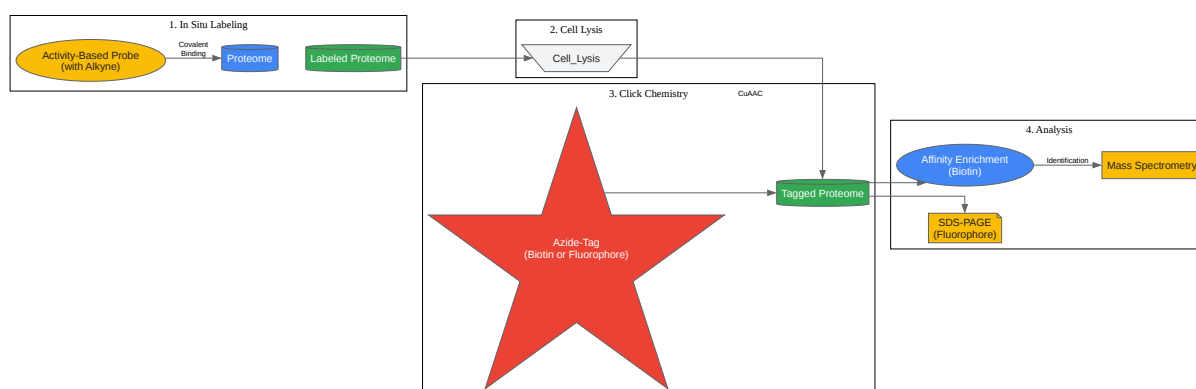 1. In Situ Labeling
Activity-Based Probe
(with Alkyne)
Covalent
Binding
Proteome
Labeled Proteome
2. Cell Lysis
Cell_Lysis
3. Click Chemistry
CuAAC
Azide-Tag
(Biotin or Fluorophore)
Tagged Proteome
4. Analysis
Affinity Enrichment
(Biotin)
Identification
Mass Spectrometry
SDS-PAGE
(Fluorophore)